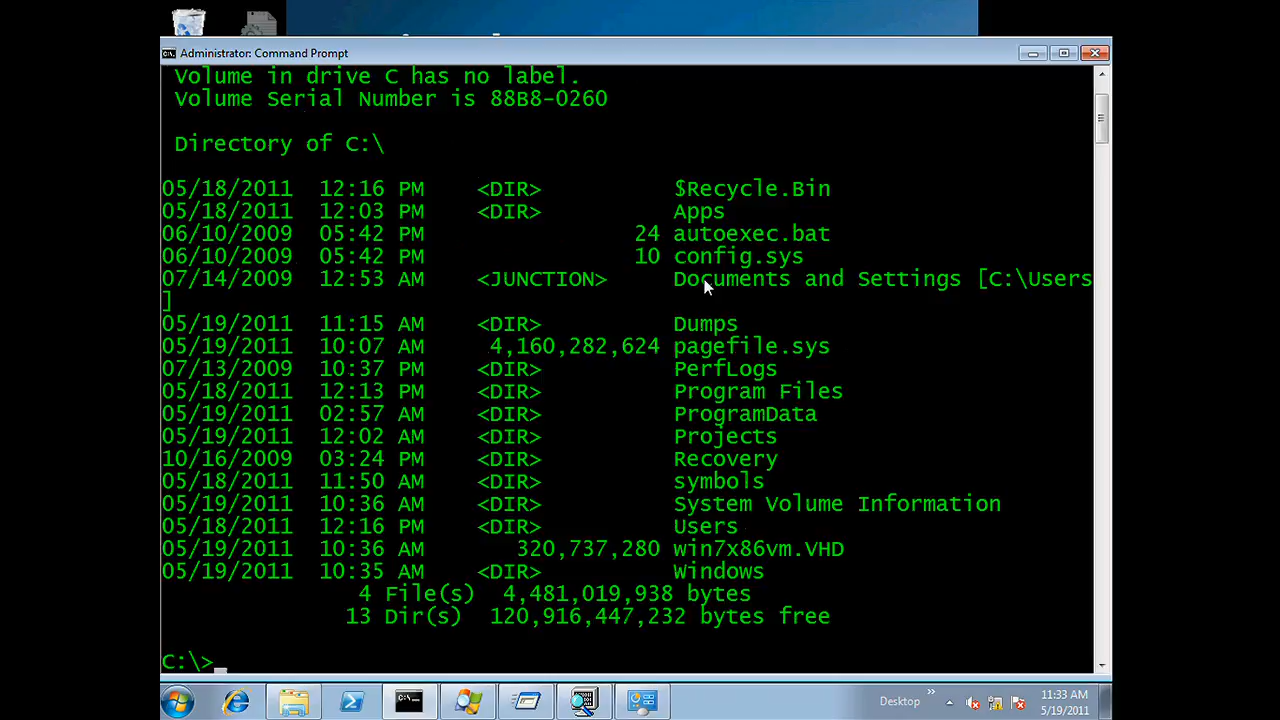 Administrator: Command Prompt
Volume in drive C has no label.
Volume Serial Number is 88B8-0260
Directory of C:\
05/18/2011  12:16 PM    <DIR>          $Recycle.Bin
05/18/2011  12:03 PM    <DIR>          Apps
06/10/2009  05:42 PM                24 autoexec.bat
06/10/2009  05:42 PM                10 config.sys
07/14/2009  12:53 AM    <JUNCTION>     Documents and Settings [C:\Users
]
05/19/2011  11:15 AM    <DIR>          Dumps
05/19/2011  10:07 AM     4,160,282,624 pagefile.sys
07/13/2009  10:37 PM    <DIR>          PerfLogs
05/18/2011  12:13 PM    <DIR>          Program Files
05/19/2011  02:57 AM    <DIR>          ProgramData
05/19/2011  12:02 AM    <DIR>          Projects
10/16/2009  03:24 PM    <DIR>          Recovery
05/18/2011  11:50 AM    <DIR>          symbols
05/19/2011  10:36 AM    <DIR>          System Volume Information
05/18/2011  12:16 PM    <DIR>          Users
05/19/2011  10:36 AM       320,737,280 win7x86vm.VHD
05/19/2011  10:35 AM    <DIR>          Windows
4 File(s)  4,481,019,938 bytes
13 Dir(s)  120,916,447,232 bytes free
C:\>
Desktop
11:33 AM
5/19/2011